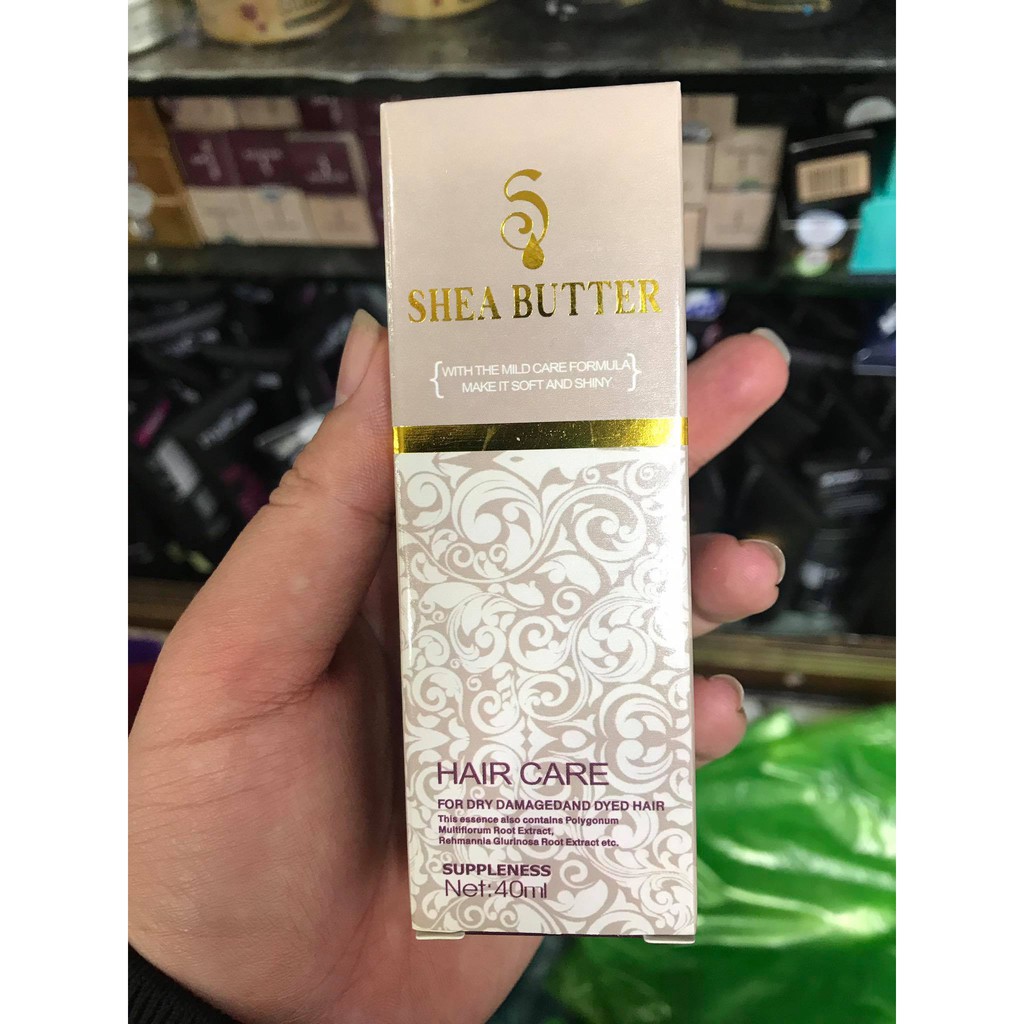 SHEA BUTTER
WITH THE MILD CARE FORMULA
MAKE IT SOFT AND SHINY
HAIR CARE
FOR DRY DAMAGEDAND DYED HAIR
This essence also contains Polygonum
Multiflorum Root Extract,
Rehmannia Glurinosa Root Extract etc.
SUPPLENESS
Net:40ml